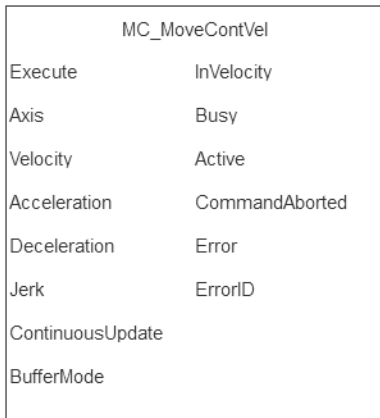 MC_MoveContVel
Execute InVelocity
Axis Busy
Velocity Active
Acceleration CommandAborted
Deceleration Error
Jerk ErrorID
ContinuousUpdate
BufferMode